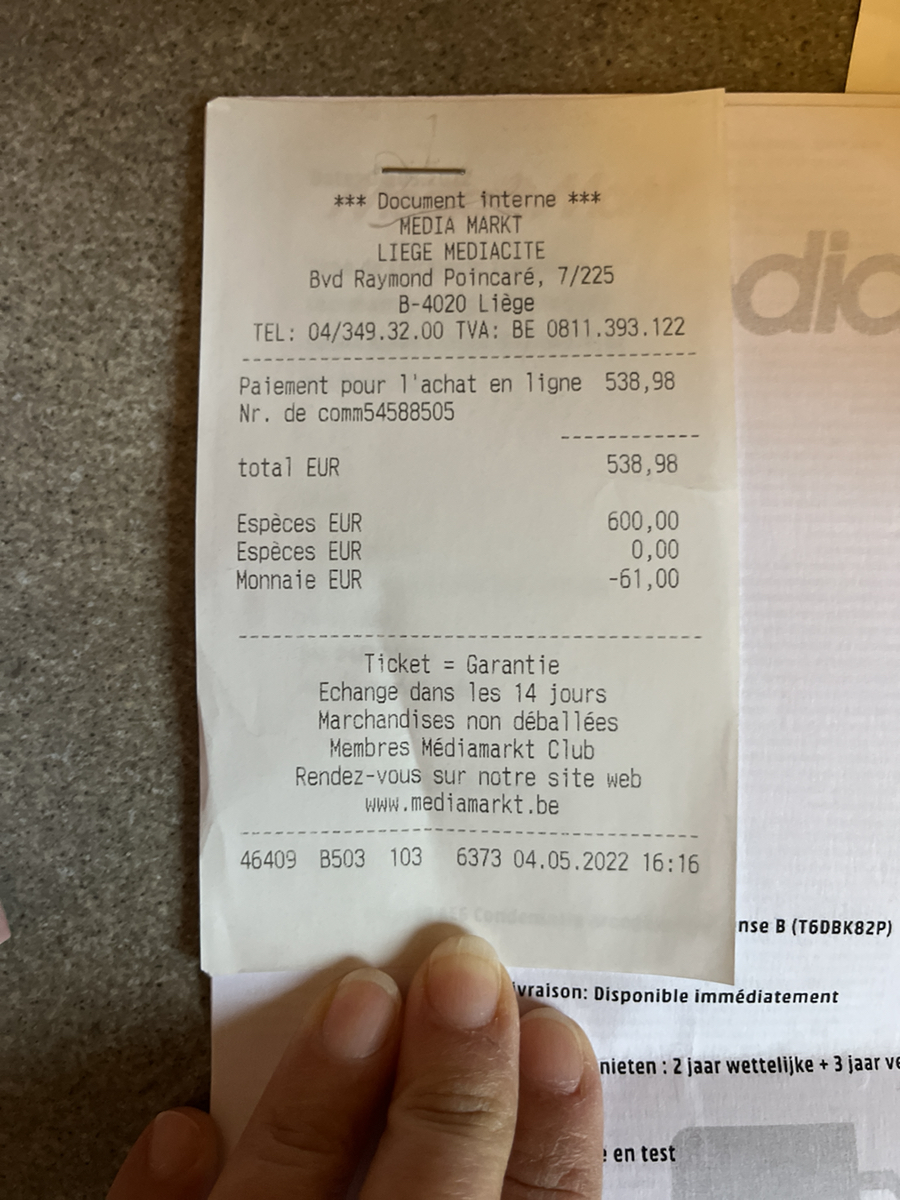 *** Document interne ***
MEDIA MARKT
LIEGE MEDIACITE
Bvd Raymond Poincaré, 7/225
B-4020 Liège
TEL: 04/349.32.00 TVA: BE 0811.393.122
Paiement pour l'achat en ligne 538,98
Nr. de comm54588505
total EUR 538,98
Espèces EUR 600,00
Espèces EUR 0,00
Monnaie EUR -61,00
Ticket = Garantie
Echange dans les 14 jours
Marchandises non déballées
Membres Médiamarkt Club
Rendez-vous sur notre site web
www.mediamarkt.be
46409 B503 103 6373 04.05.2022 16:16
dia
nse B (T6DBK82P)
ivraison: Disponible immédiatement
nieten : 2 jaar wettelijke + 3 jaar ve
en test